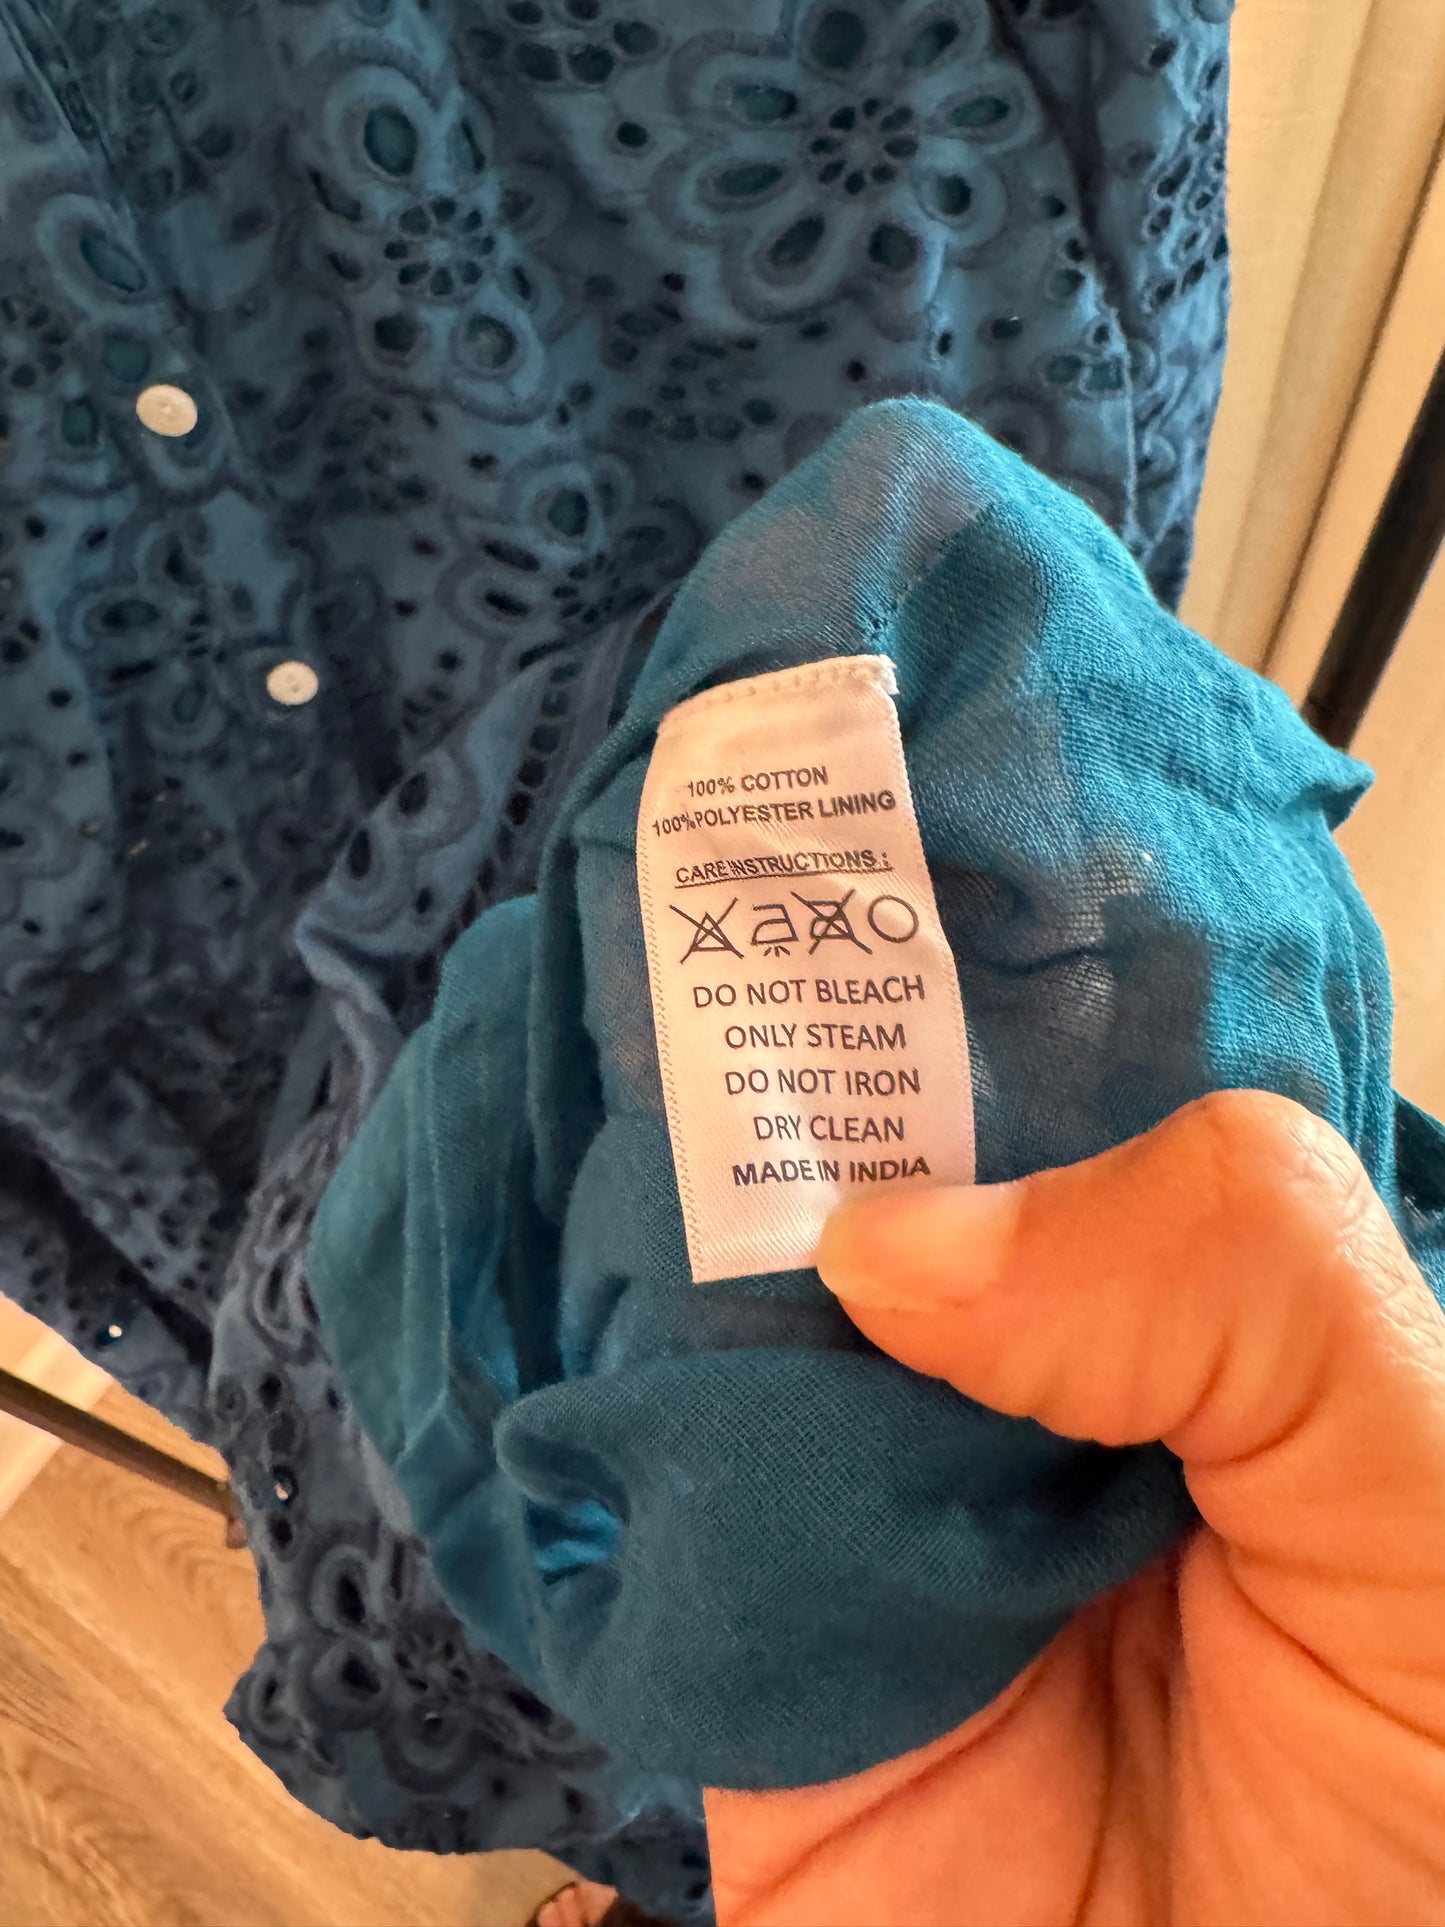 100% COTTON
100%POLYESTER LINING
CARE INSTRUCTIONS :
DO NOT BLEACH
ONLY STEAM
DO NOT IRON
DRY CLEAN
MADE IN INDIA